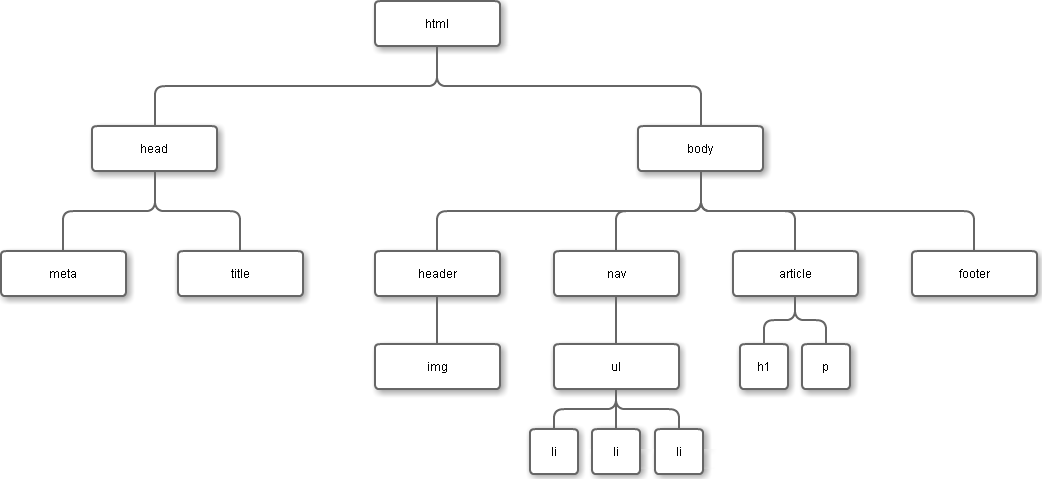 html
head
body
meta
title
header
nav
article
footer
img
ul
h1
p
li
li
li